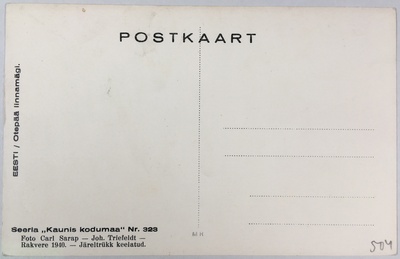 POSTKAART
EESTI / Otepää linnamägi.
Seeria „Kaunis kodumaa” Nr. 323
Foto Carl Sarap — Joh. Triefeldt —
Rakvere 1940. — Järeltrükk keelatud.
504